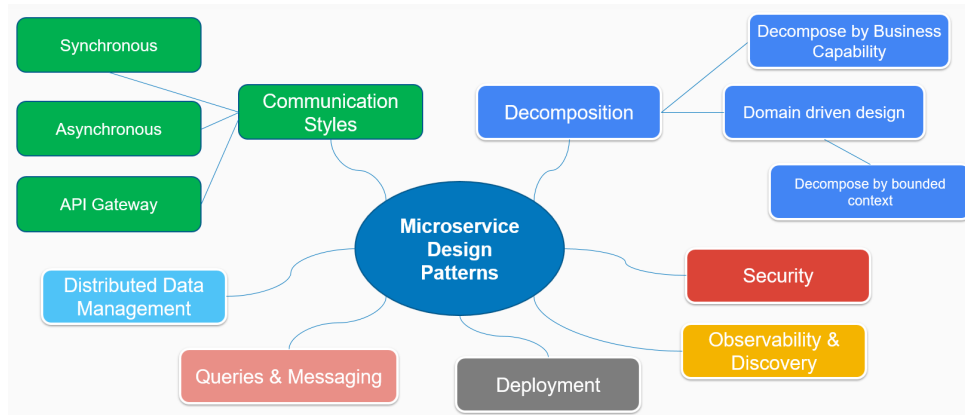 Synchronous
Asynchronous
API Gateway
Communication
Styles
Decomposition
Decompose by Business
Capability
Domain driven design
Decompose by bounded
context
Microservice
Design
Patterns
Distributed Data
Management
Queries & Messaging
Deployment
Observability &
Discovery
Security